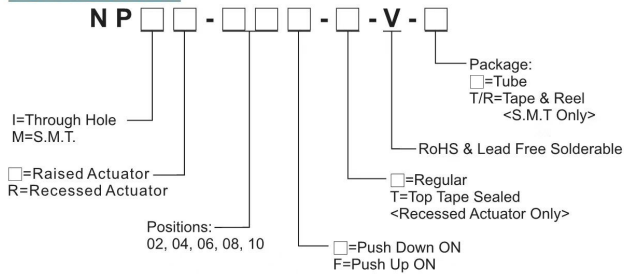 NP□□-□□□-□-V-□
Package:
□=Tube
T/R=Tape & Reel
<S.M.T Only>
I=Through Hole
M=S.M.T.
RoHS & Lead Free Solderable
□=Raised Actuator
R=Recessed Actuator
□=Regular
T=Top Tape Sealed
<Recessed Actuator Only>
Positions:
02, 04, 06, 08, 10
□=Push Down ON
F=Push Up ON